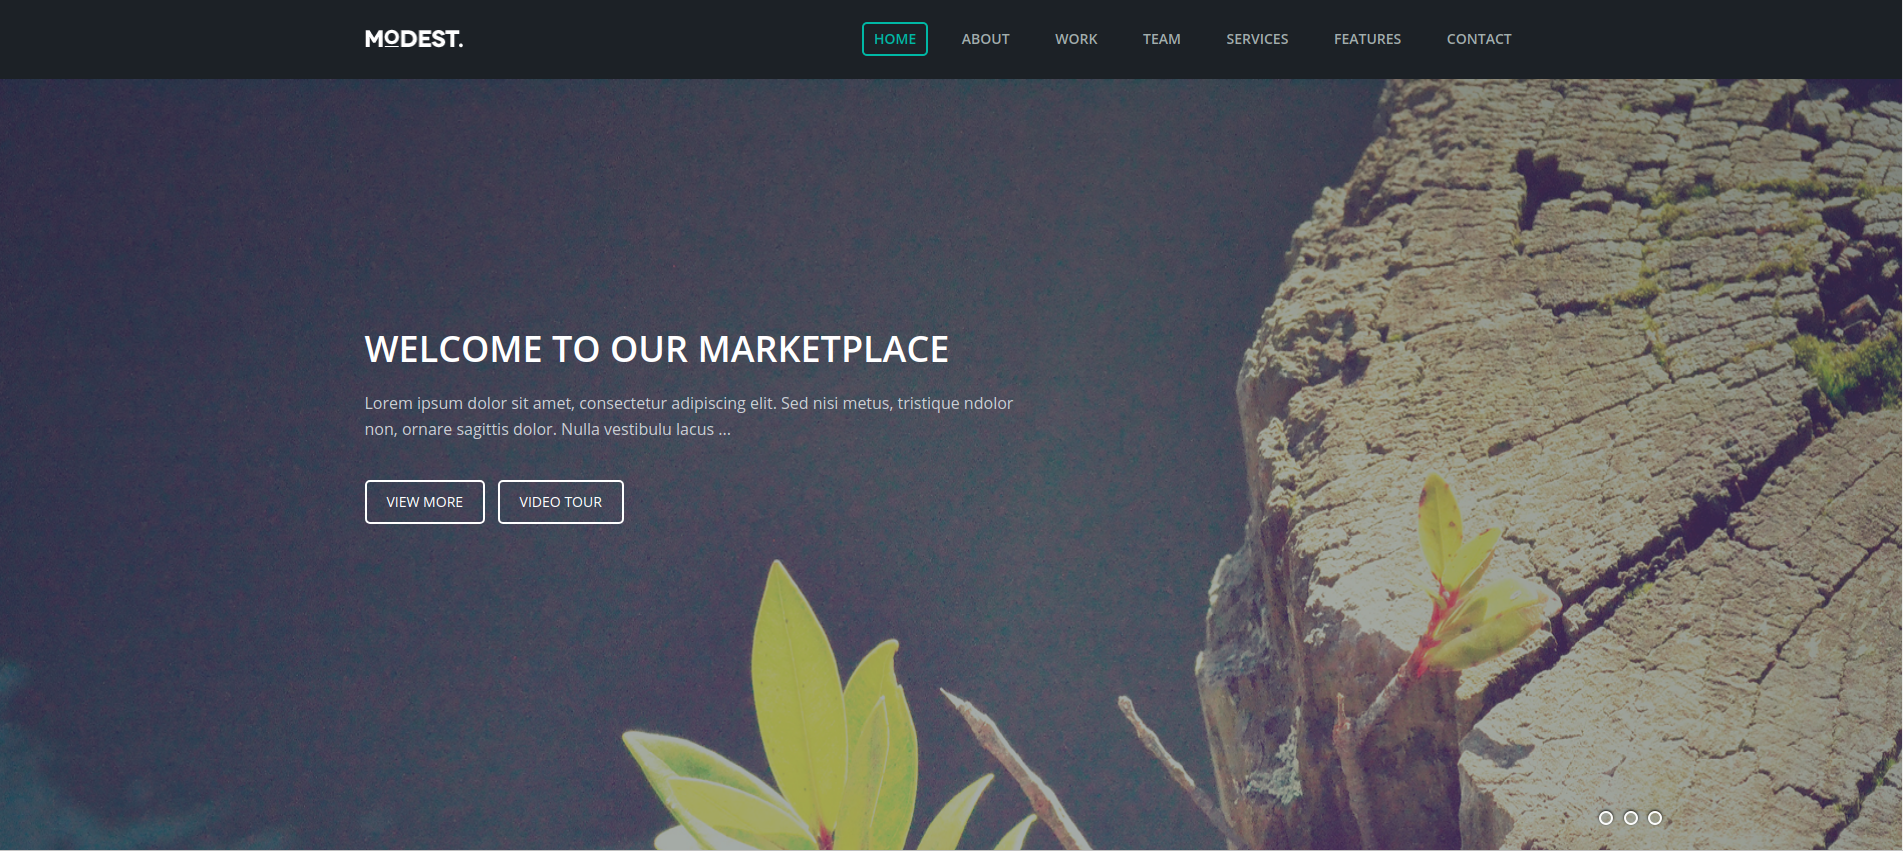 MODEST.
HOME ABOUT WORK TEAM SERVICES FEATURES CONTACT
WELCOME TO OUR MARKETPLACE
Lorem ipsum dolor sit amet, consectetur adipiscing elit. Sed nisi metus, tristique ndolor
non, ornare sagittis dolor. Nulla vestibulu lacus ...
VIEW MORE VIDEO TOUR